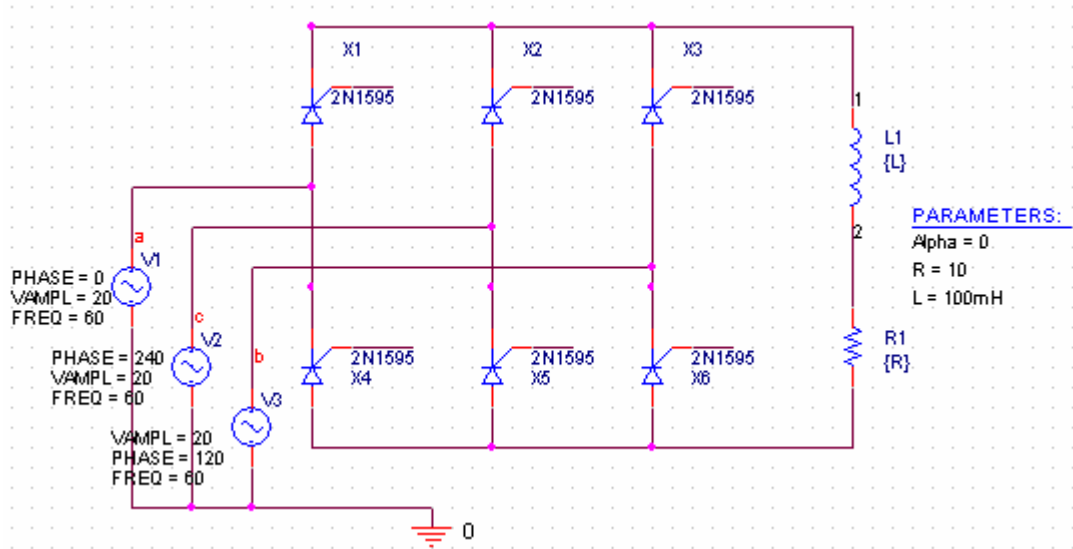 X1
X2
X3
2N1595
2N1595
2N1595
1
L1
{L}
2
PARAMETERS:
Alpha = 0
R = 10
L = 100mH
a
V1
PHASE = 0
VAMPL = 20
FREQ = 60
c
V2
PHASE = 240
VAMPL = 20
FREQ = 60
b
V3
VAMPL = 20
PHASE = 120
FREQ = 60
2N1595
X4
2N1595
X5
2N1595
X6
R1
{R}
0